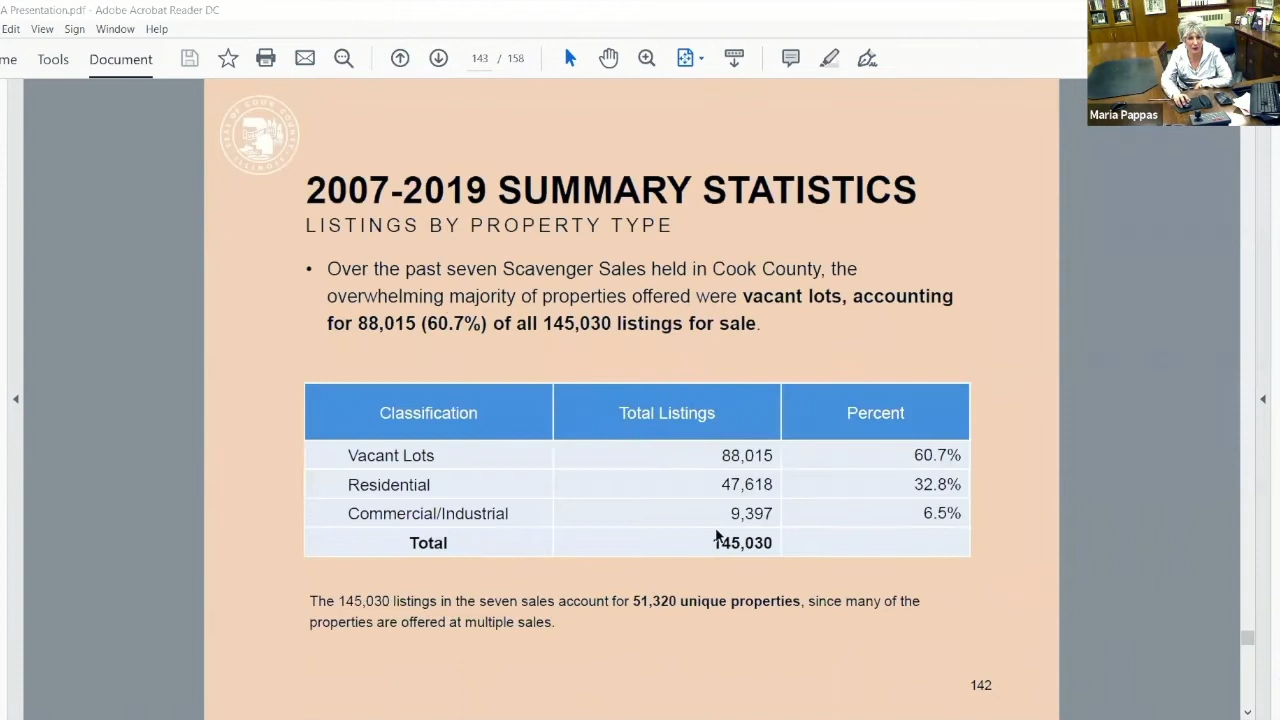 A Presentation.pdf - Adobe Acrobat Reader DC
Edit View Sign Window Help
me Tools Document 143 / 158
Maria Pappas
SEAL OF COOK COUNTY ILLINOIS
2007-2019 SUMMARY STATISTICS
LISTINGS BY PROPERTY TYPE
• Over the past seven Scavenger Sales held in Cook County, the
overwhelming majority of properties offered were vacant lots, accounting
for 88,015 (60.7%) of all 145,030 listings for sale.
Classification Total Listings Percent
Vacant Lots 88,015 60.7%
Residential 47,618 32.8%
Commercial/Industrial 9,397 6.5%
Total 145,030
The 145,030 listings in the seven sales account for 51,320 unique properties, since many of the
properties are offered at multiple sales.
142